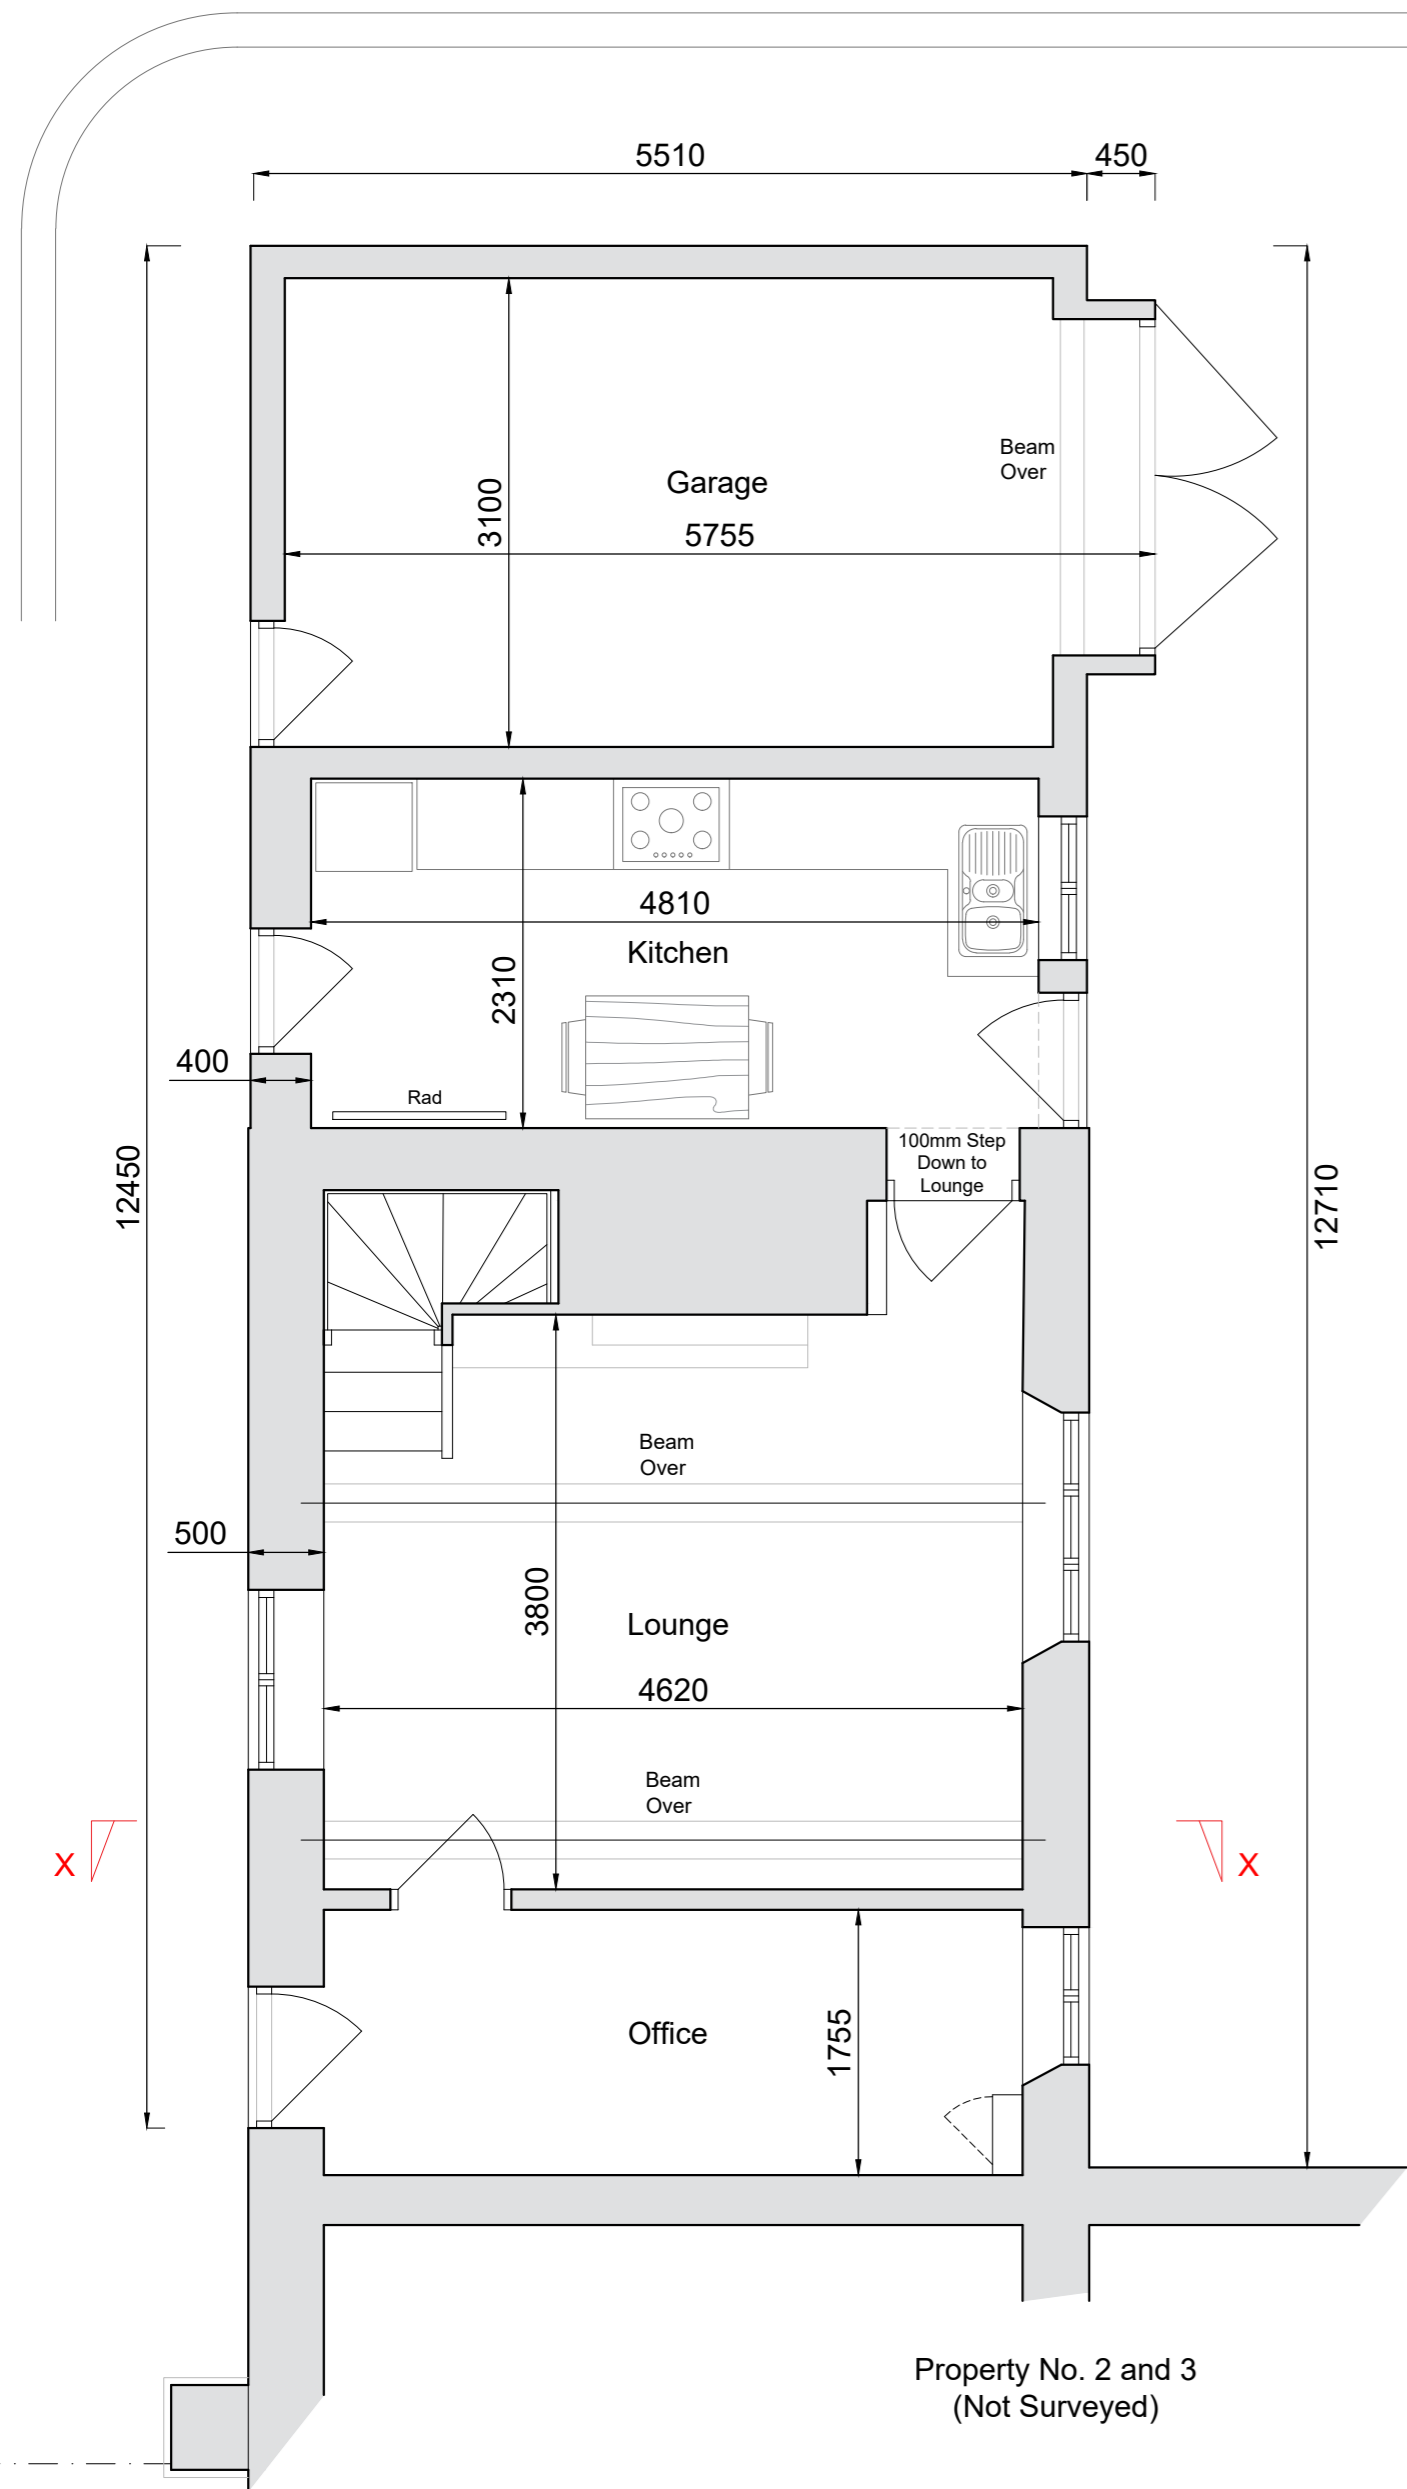 5510
450
Beam
Over
Garage
3100
5755
4810
Kitchen
2310
400
Rad
100mm Step
Down to
Lounge
12450
12710
Beam
Over
500
3800
Lounge
4620
Beam
Over
X
X
Office
1755
Property No. 2 and 3
(Not Surveyed)